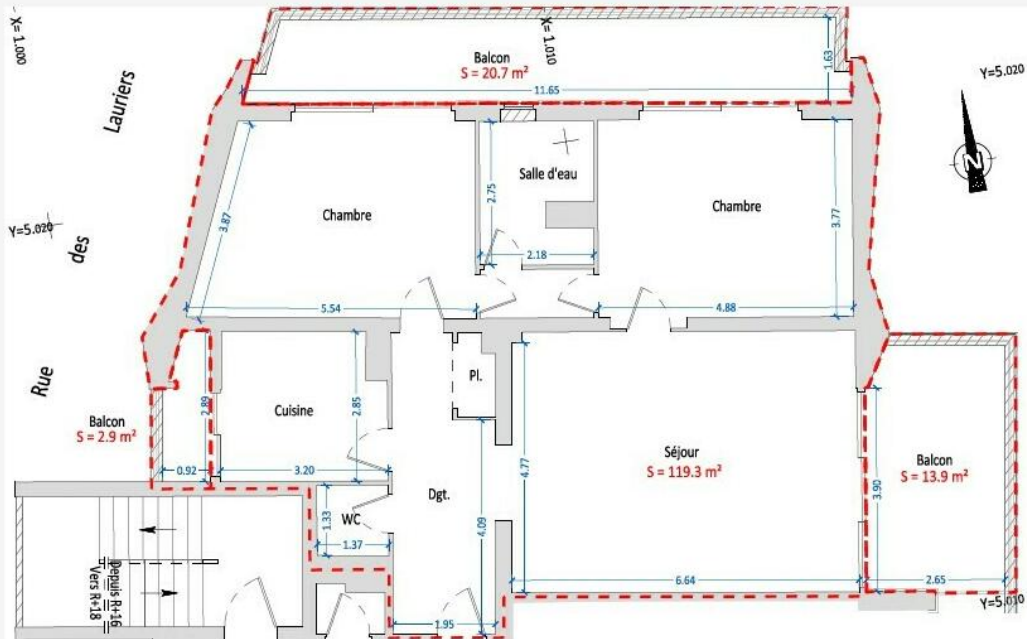 X= 1.000
X= 1.010
Balcon
S = 20.7 m²
1.63
11.65
Y=5.020
Lauriers
Salle d'eau
2.75
3.87
Chambre
Chambre
3.77
N
Y=5.020
des
2.18
5.54
4.88
Rue
Pl.
2.89
2.85
Cuisine
Balcon
S = 2.9 m²
0.92
3.20
4.77
Séjour
S = 119.3 m²
Balcon
S = 13.9 m²
3.90
Dgt.
4.09
1.33
WC
1.37
6.64
2.65
Depuis R+16
Vers R+18
1.95
Y=5.010